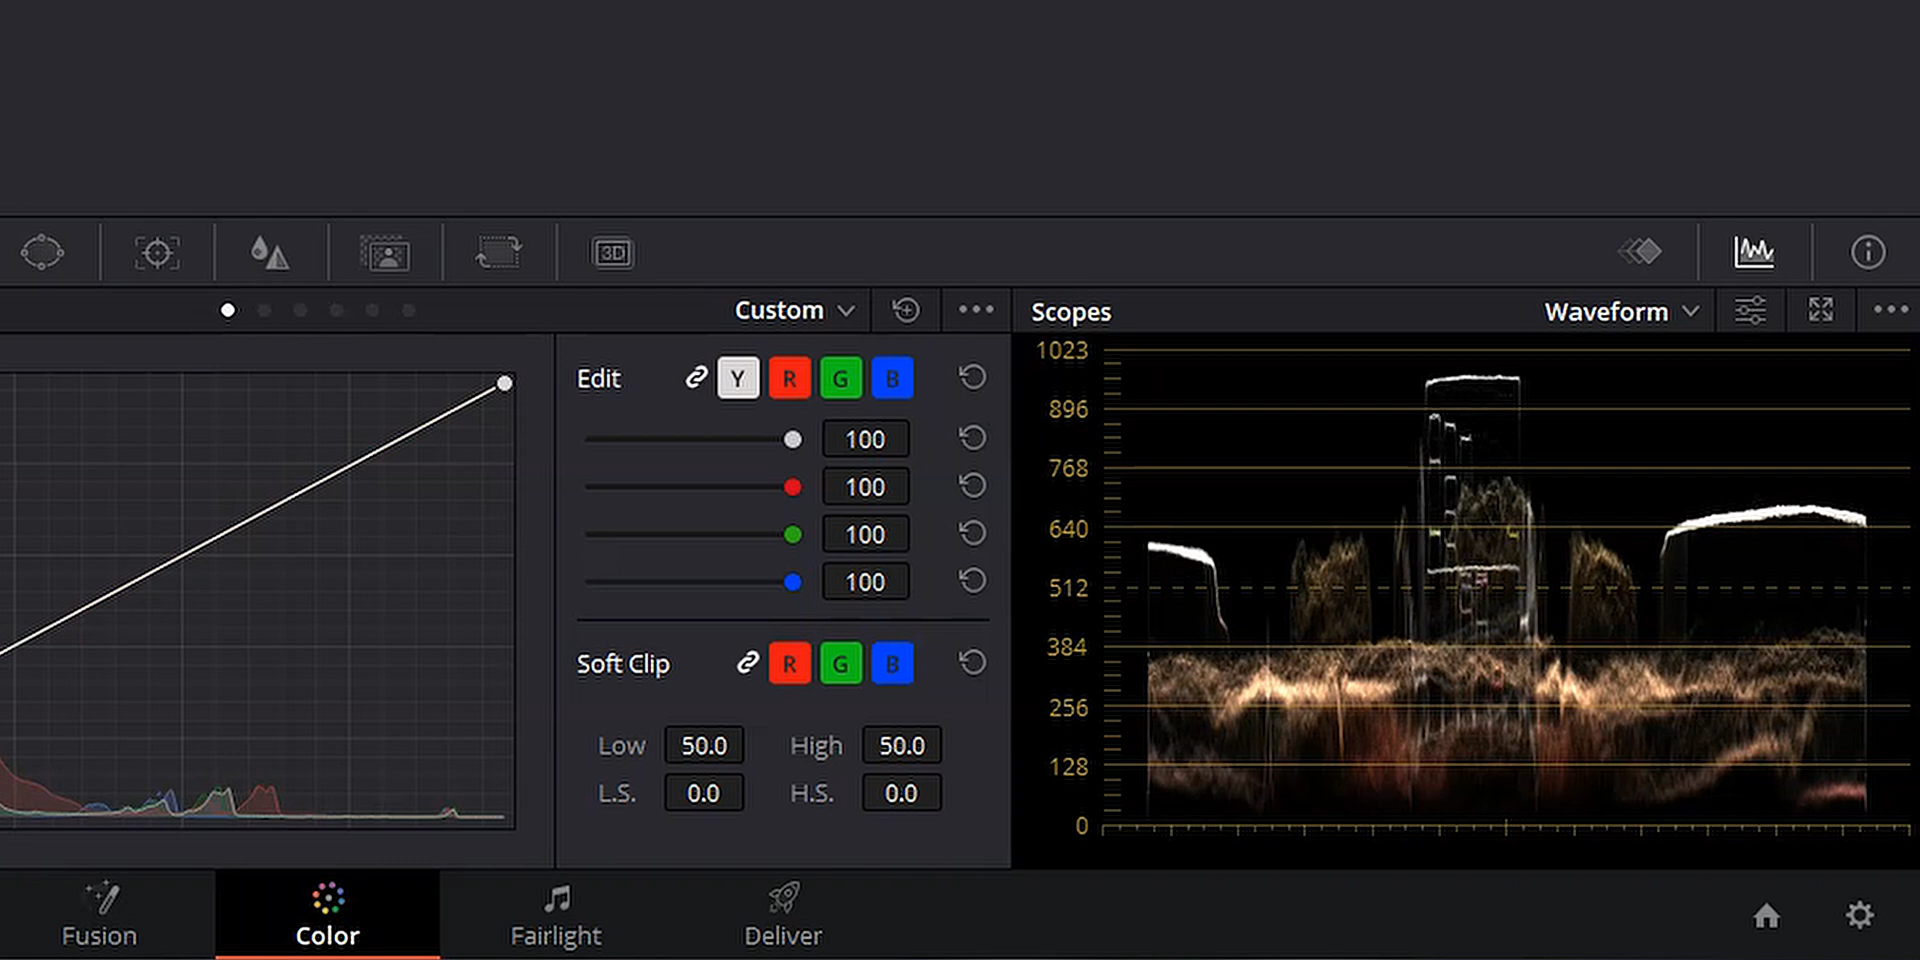 3D
Custom
Scopes
Waveform
Edit
Y
R
G
B
100
100
100
100
Soft Clip
R
G
B
Low
50.0
High
50.0
L.S.
0.0
H.S.
0.0
1023
896
768
640
512
384
256
128
0
Fusion
Color
Fairlight
Deliver